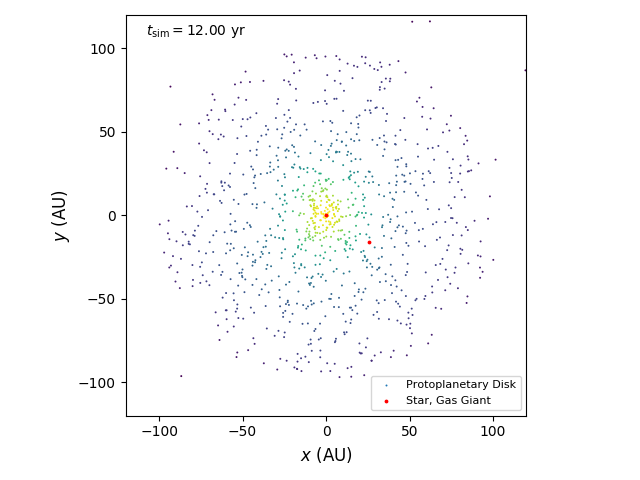 t_sim = 12.00 yr
100
50
0
−50
−100
y (AU)
Protoplanetary Disk
Star, Gas Giant
−100 −50 0 50 100
x (AU)